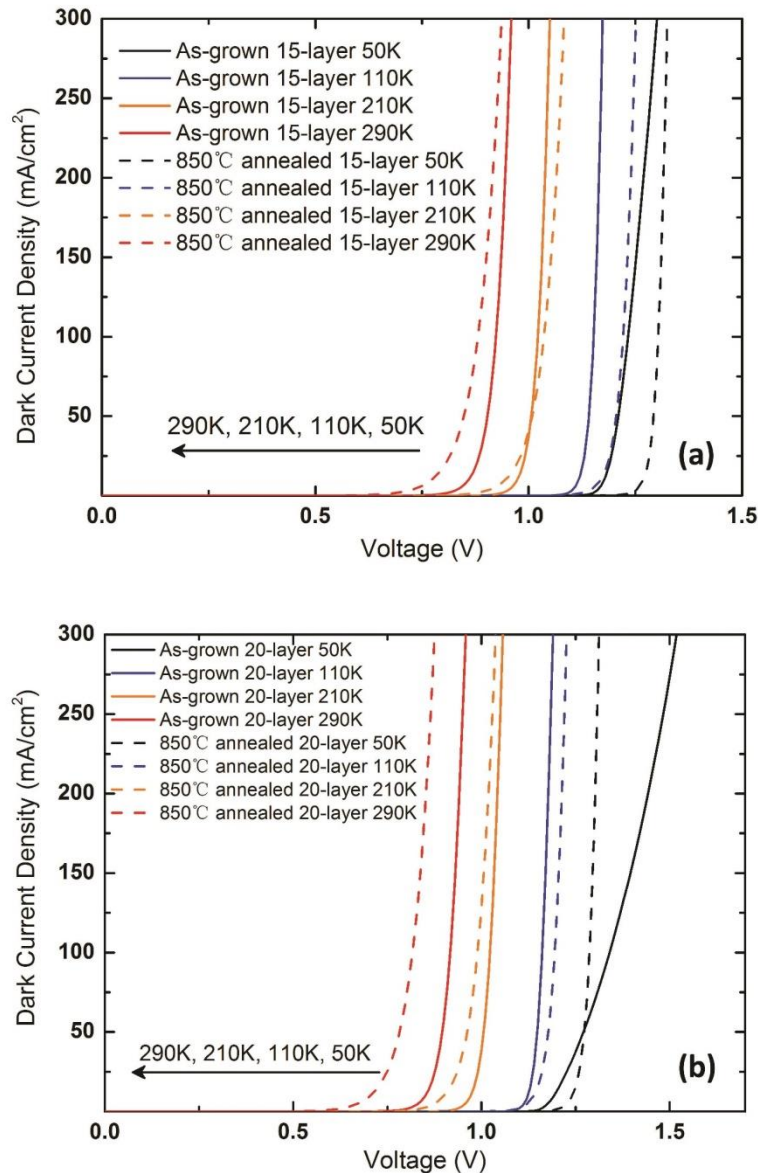 300
250
200
150
100
50
Dark Current Density (mA/cm²)
As-grown 15-layer 50K
As-grown 15-layer 110K
As-grown 15-layer 210K
As-grown 15-layer 290K
850℃ annealed 15-layer 50K
850℃ annealed 15-layer 110K
850℃ annealed 15-layer 210K
850℃ annealed 15-layer 290K
290K, 210K, 110K, 50K
(a)
0.0 0.5 1.0 1.5
Voltage (V)
300
250
200
150
100
50
Dark Current Density (mA/cm²)
As-grown 20-layer 50K
As-grown 20-layer 110K
As-grown 20-layer 210K
As-grown 20-layer 290K
850℃ annealed 20-layer 50K
850℃ annealed 20-layer 110K
850℃ annealed 20-layer 210K
850℃ annealed 20-layer 290K
290K, 210K, 110K, 50K
(b)
0.0 0.5 1.0 1.5
Voltage (V)